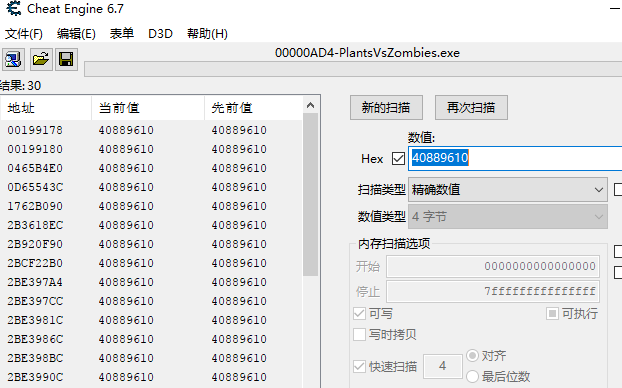 Cheat Engine 6.7
文件(F) 编辑(E) 表单 D3D 帮助(H)
00000AD4-PlantsVsZombies.exe
结果: 30
地址 当前值 先前值
00199178 40889610 40889610
00199180 40889610 40889610
0465B4E0 40889610 40889610
0D65543C 40889610 40889610
1762B090 40889610 40889610
2B3618EC 40889610 40889610
2B920F90 40889610 40889610
2BCF22B0 40889610 40889610
2BE397A4 40889610 40889610
2BE397CC 40889610 40889610
2BE3981C 40889610 40889610
2BE3986C 40889610 40889610
2BE398BC 40889610 40889610
2BE3990C 40889610 40889610
新的扫描 再次扫描
数值:
Hex 40889610
扫描类型 精确数值
数值类型 4 字节
内存扫描选项
开始 0000000000000000
停止 7fffffffffffffff
可写 可执行
写时拷贝
快速扫描 4 对齐
最后位数